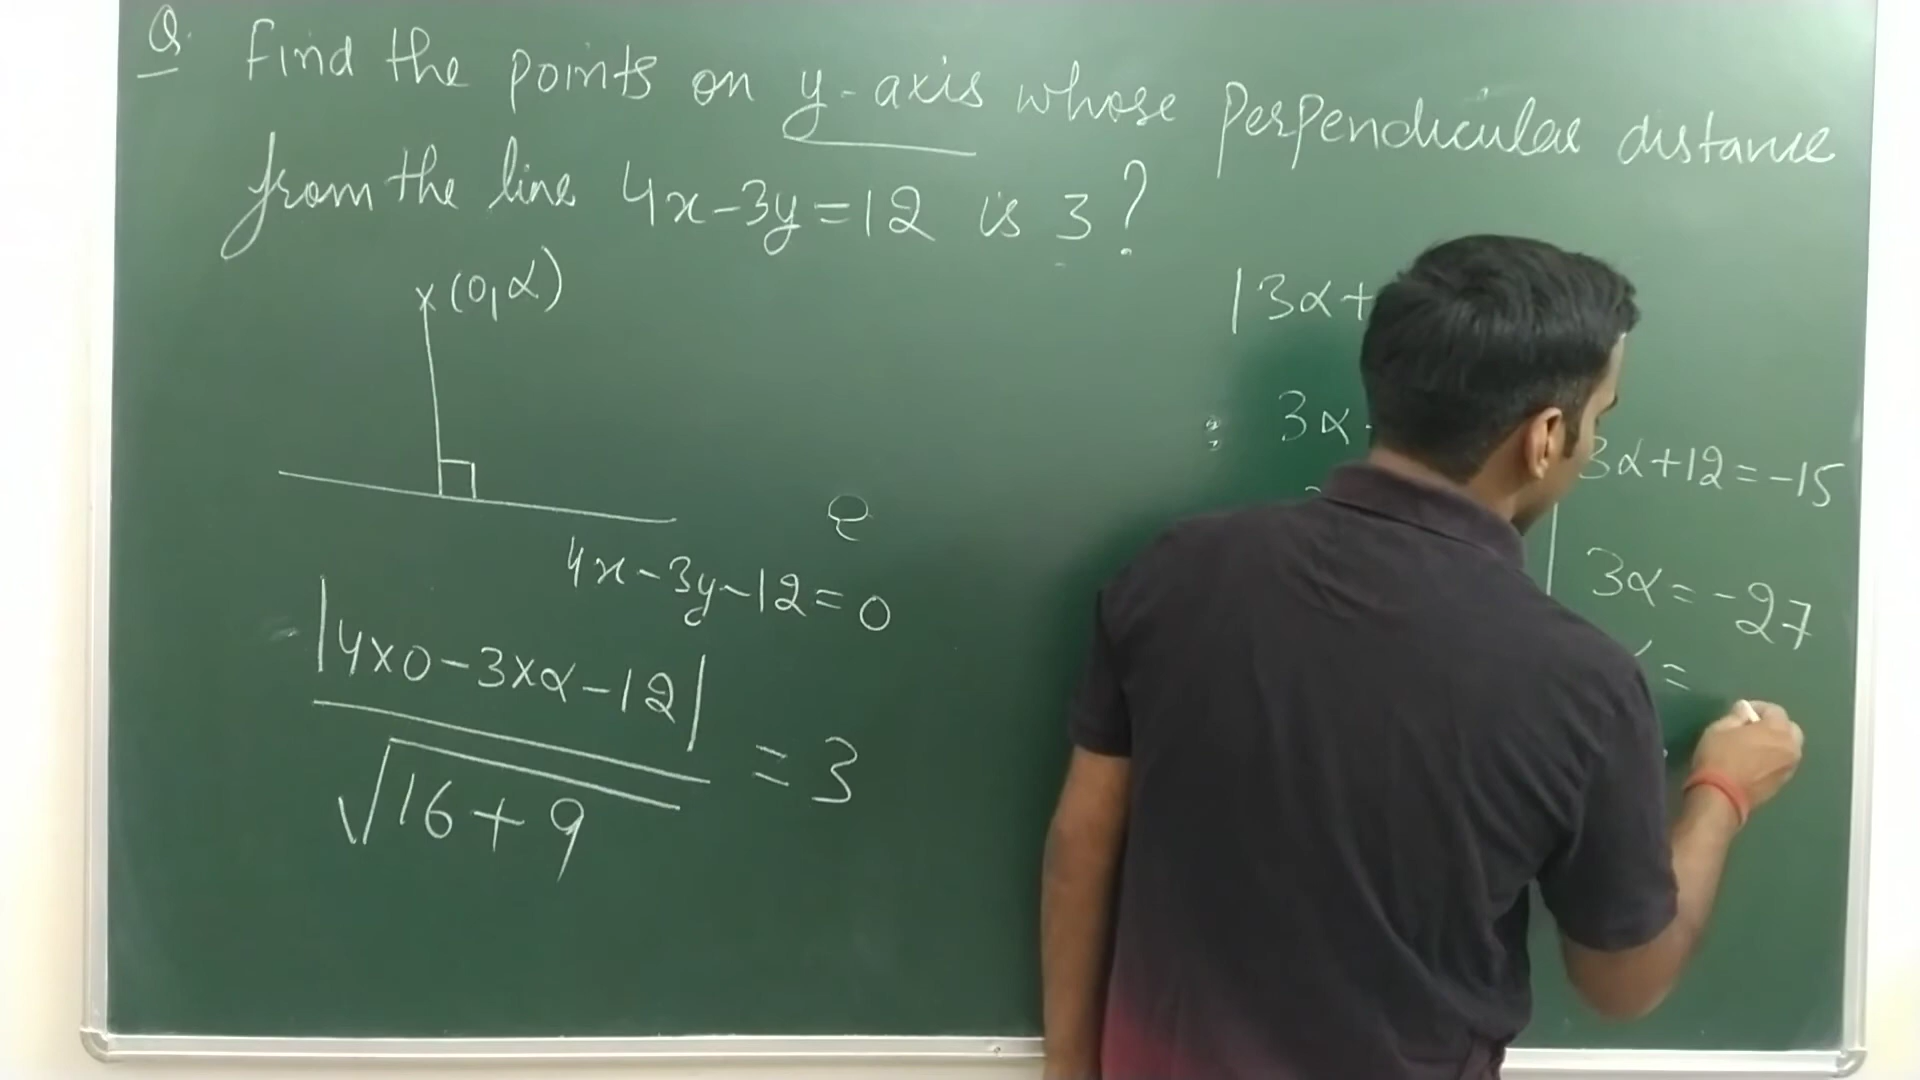 Q. Find the points on y-axis whose perpendicular distance
from the line 4x-3y=12 is 3?
x (0,α)
4x-3y-12=0
|4x0-3xα-12|
√16+9
=3
|3α+
3α
3α+12=-15
3α=-27
=